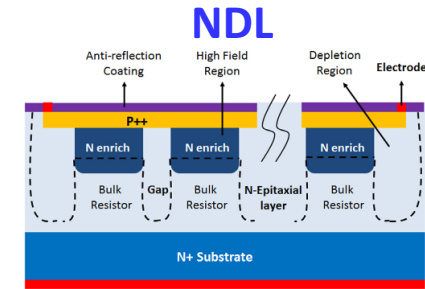 NDL
Anti-reflection
Coating
High Field
Region
Depletion
Region
Electrode
P++
N enrich
N enrich
N enrich
Bulk
Resistor
Gap
Bulk
Resistor
N-Epitaxial
layer
Bulk
Resistor
N+ Substrate